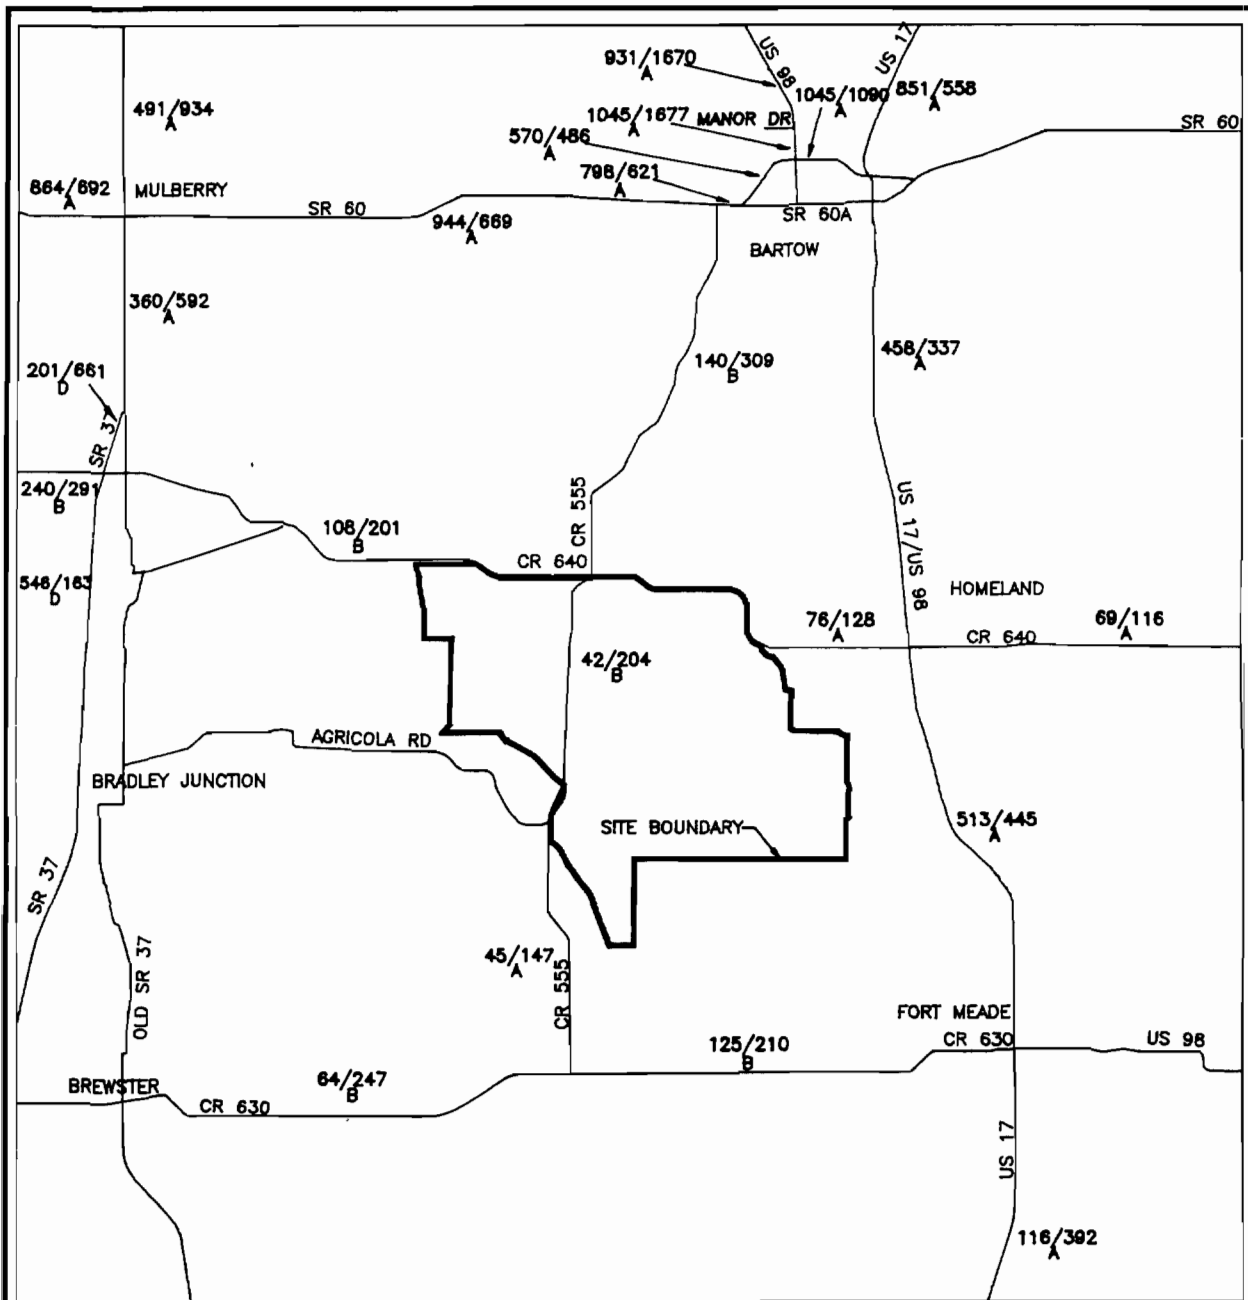 931/1670
A
US 98
US 17
491/934
A
1045/1677
A
MANOR DR
1045/1090
A
851/558
A
570/486
A
SR 60
798/621
A
864/692
A
MULBERRY
SR 60
944/669
A
SR 60A
BARTOW
360/592
A
201/661
D
140/309
B
458/337
A
SR 37
240/291
B
CR 555
US 17/US 98
108/201
B
CR 640
546/163
D
HOMELAND
76/128
A
69/116
A
CR 640
42/204
B
AGRICOLA RD
BRADLEY JUNCTION
SITE BOUNDARY
513/445
A
SR 37
OLD SR 37
45/147
A
CR 555
FORT MEADE
CR 630
US 98
125/210
B
BREWSTER
64/247
B
CR 630
US 17
116/392
A